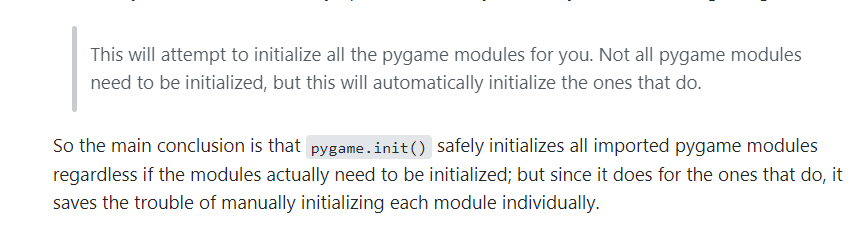 This will attempt to initialize all the pygame modules for you. Not all pygame modules
need to be initialized, but this will automatically initialize the ones that do.
So the main conclusion is that pygame.init() safely initializes all imported pygame modules
regardless if the modules actually need to be initialized; but since it does for the ones that do, it
saves the trouble of manually initializing each module individually.